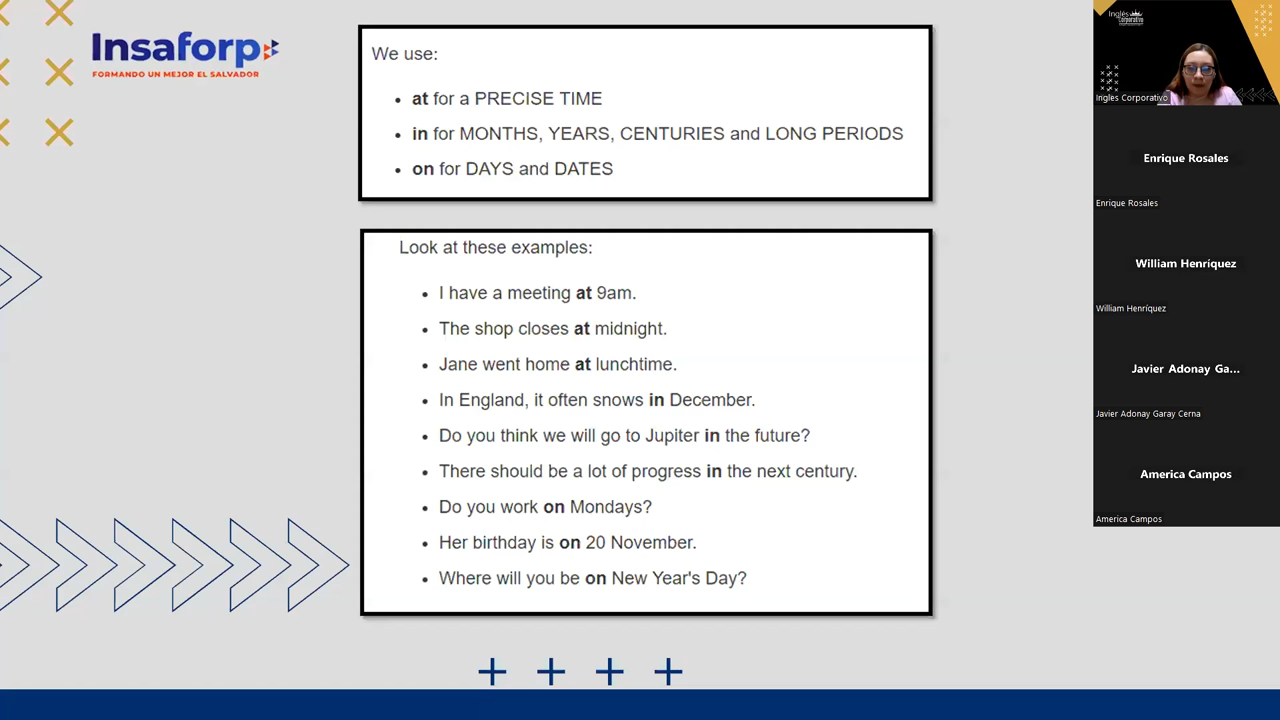 Insaforp
FORMANDO UN MEJOR EL SALVADOR
We use:
• at for a PRECISE TIME
• in for MONTHS, YEARS, CENTURIES and LONG PERIODS
• on for DAYS and DATES
Look at these examples:
• I have a meeting at 9am.
• The shop closes at midnight.
• Jane went home at lunchtime.
• In England, it often snows in December.
• Do you think we will go to Jupiter in the future?
• There should be a lot of progress in the next century.
• Do you work on Mondays?
• Her birthday is on 20 November.
• Where will you be on New Year's Day?
Inglés
Corporativo
Ingles Corporativo
Enrique Rosales
Enrique Rosales
William Henríquez
William Henríquez
Javier Adonay Ga...
Javier Adonay Garay Cerna
America Campos
America Campos